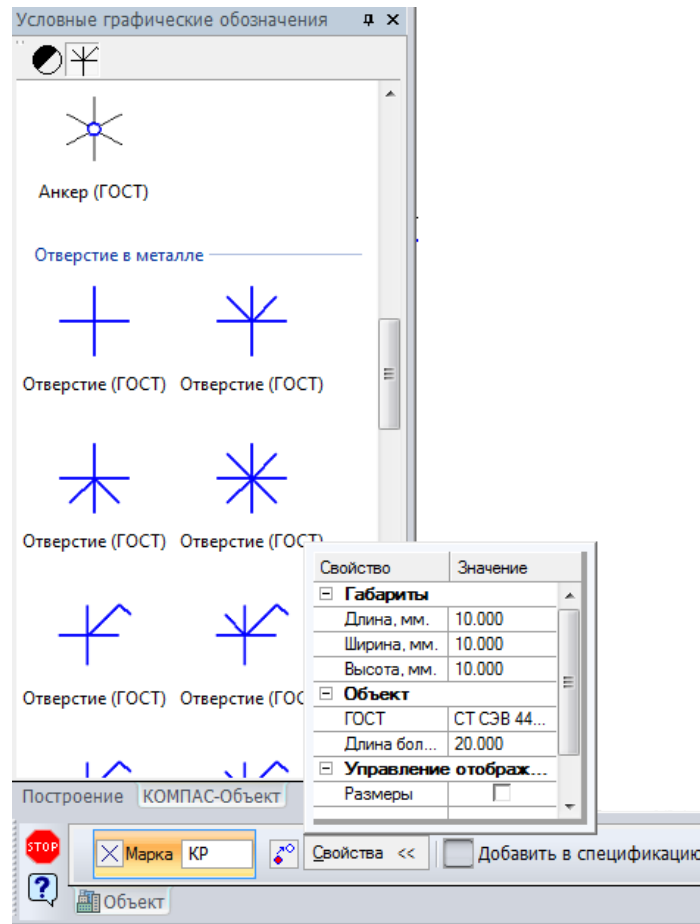 Условные графические обозначения
Анкер (ГОСТ)
Отверстие в металле
Отверстие (ГОСТ) Отверстие (ГОСТ)
Отверстие (ГОСТ) Отверстие (ГОСТ)
Отверстие (ГОСТ) Отверстие (ГОС
Свойство Значение
Габариты
Длина, мм. 10.000
Ширина, мм. 10.000
Высота, мм. 10.000
Объект
ГОСТ СТ СЭВ 44...
Длина бол... 20.000
Управление отображ...
Размеры
Построение КОМПАС-Объект
STOP Марка КР Свойства << Добавить в спецификацию
? Объект